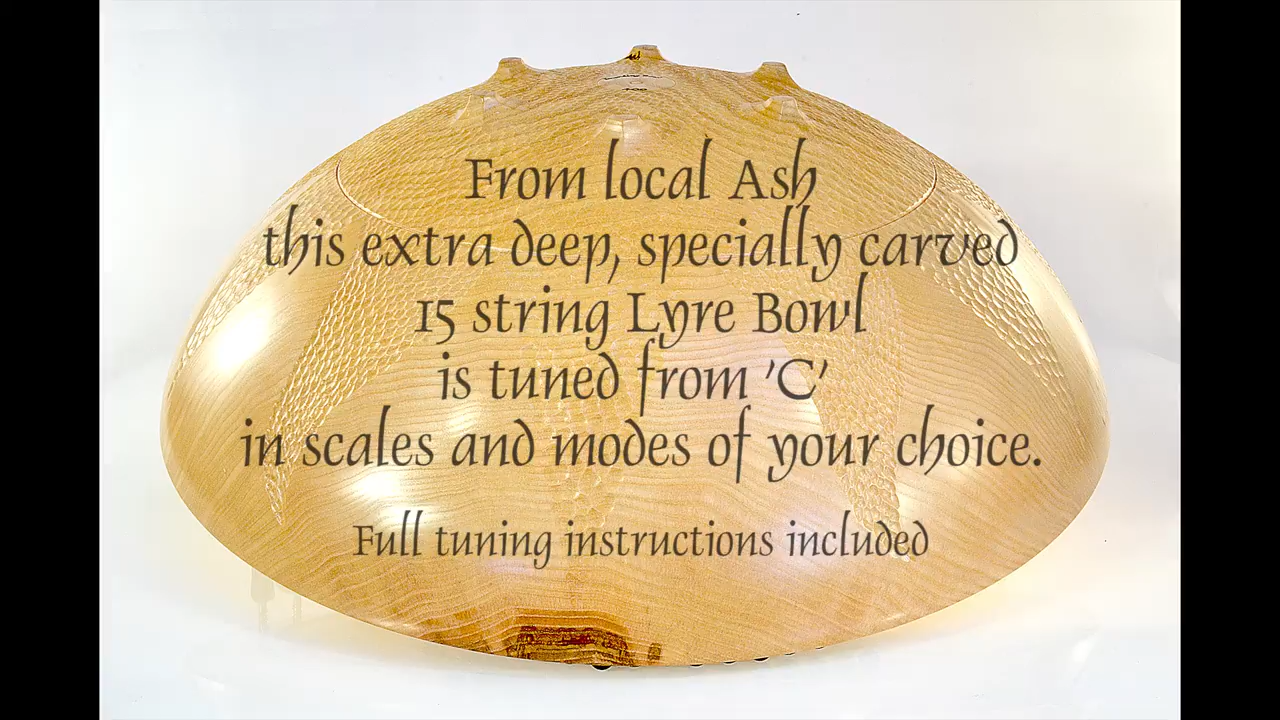 From local Ash
this extra deep, specially carved
15 string Lyre Bowl
is tuned from 'C'
in scales and modes of your choice.
Full tuning instructions included